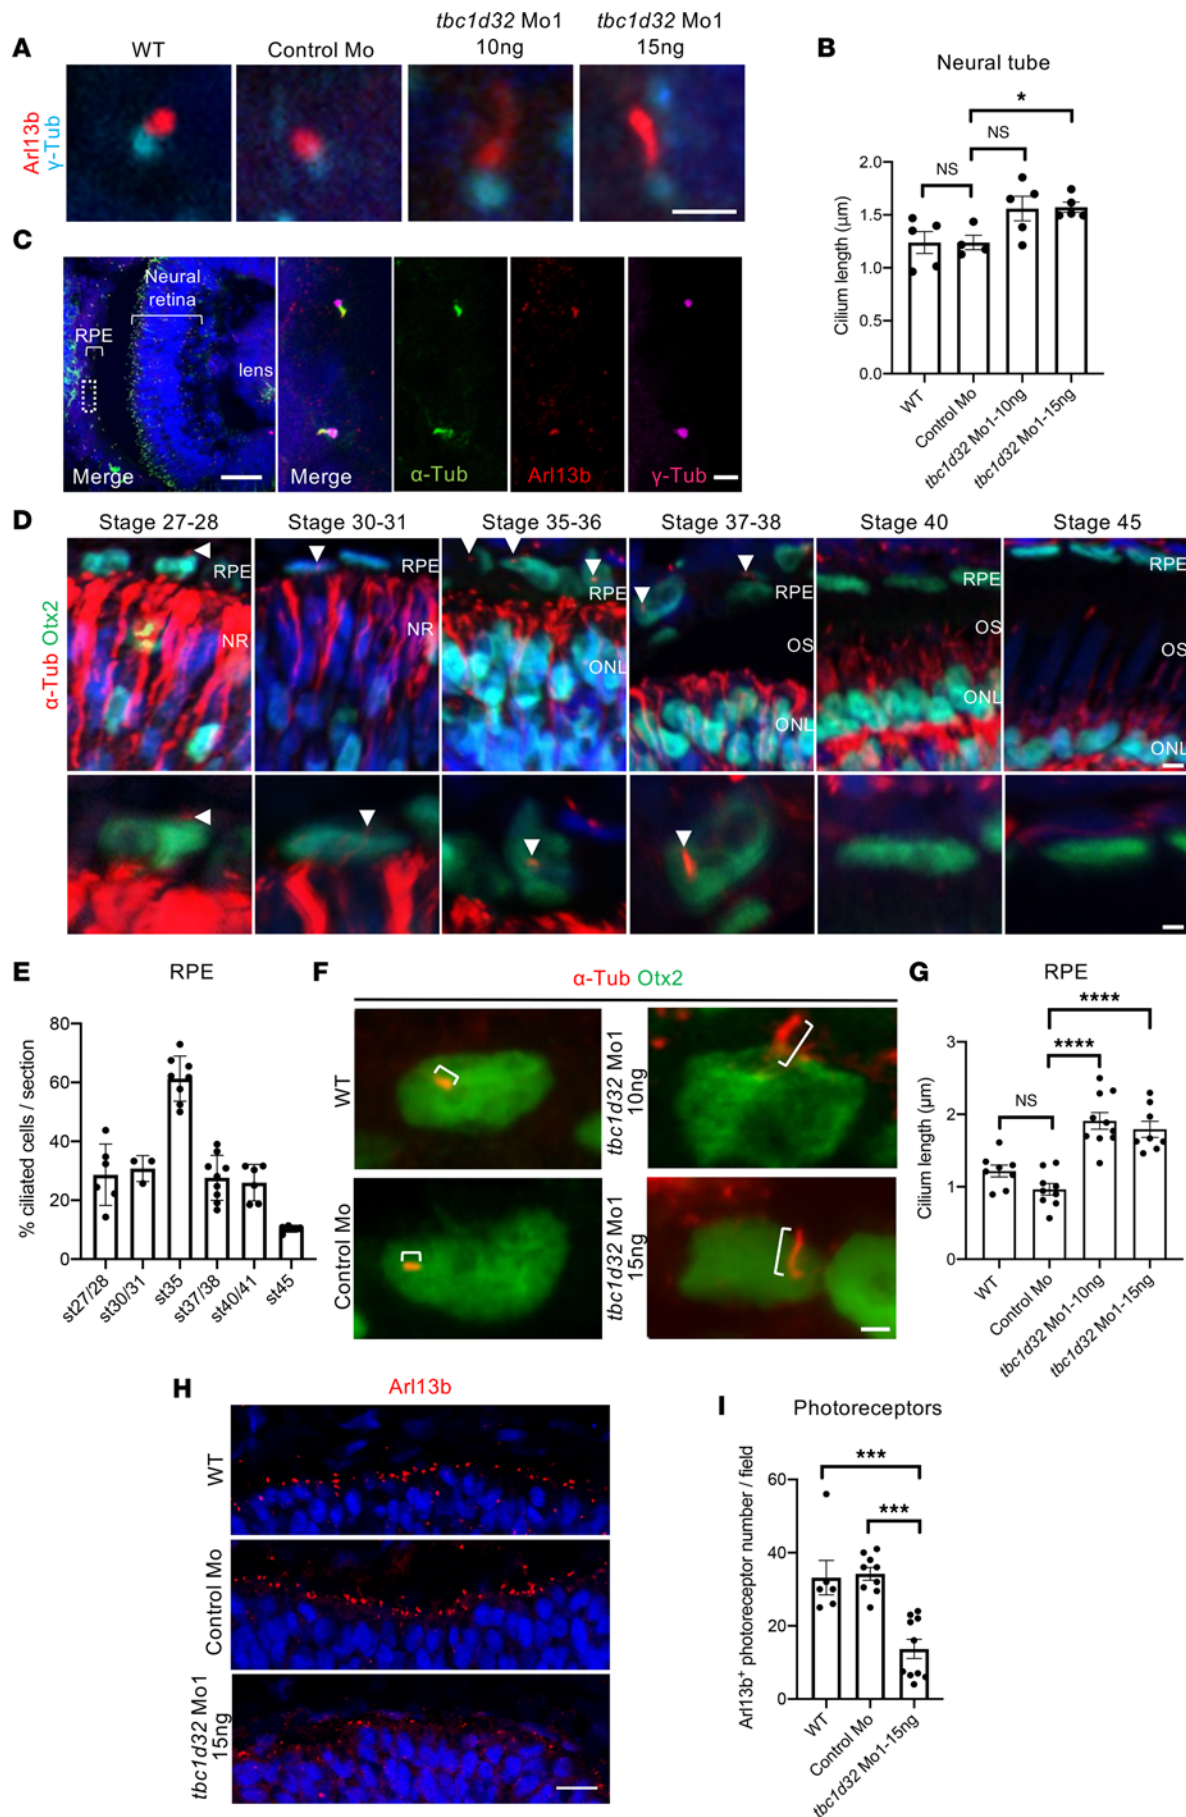 A
WT
Control Mo
tbc1d32 Mo1
10ng
tbc1d32 Mo1
15ng
Arl13b
γ-Tub
B
Neural tube
*
NS
NS
Cilium length (μm)
2.0
1.5
1.0
0.5
0.0
WT
Control Mo
tbc1d32 Mo1-10ng
tbc1d32 Mo1-15ng
C
Neural
retina
RPE
lens
Merge
Merge
α-Tub
Arl13b
γ-Tub
D
Stage 27-28
Stage 30-31
Stage 35-36
Stage 37-38
Stage 40
Stage 45
α-Tub Otx2
RPE
NR
RPE
NR
RPE
ONL
RPE
OS
ONL
RPE
OS
ONL
RPE
OS
ONL
E
RPE
% ciliated cells / section
80
60
40
20
0
st27/28
st30/31
st35
st37/38
st40/41
st45
F
α-Tub Otx2
WT
tbc1d32 Mo1
10ng
Control Mo
tbc1d32 Mo1
15ng
G
RPE
****
****
NS
Cilium length (μm)
3
2
1
0
WT
Control Mo
tbc1d32 Mo1-10ng
tbc1d32 Mo1-15ng
H
Arl13b
WT
Control Mo
tbc1d32 Mo1
15ng
I
Photoreceptors
***
***
Arl13b⁺ photoreceptor number / field
60
40
20
0
WT
Control Mo
tbc1d32 Mo1-15ng